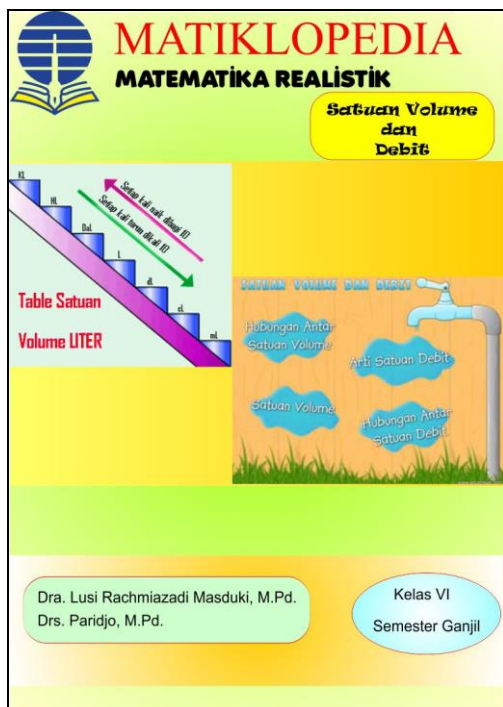 MATIKLOPEDIA
MATEMATIKA REALISTIK
Satuan Volume
dan
Debit
KL
HL
DaL
L
dL
cL
mL
Setiap kali naik dibagi 10
Setiap kali turun dikali 10
Table Satuan
Volume LITER
SATUAN VOLUME DAN DEBIT
Hubungan Antar
Satuan Volume
Arti Satuan Debit
Satuan Volume
Hubungan Antar
Satuan Debit
Dra. Lusi Rachmiazadi Masduki, M.Pd.
Drs. Paridjo, M.Pd.
Kelas VI
Semester Ganjil